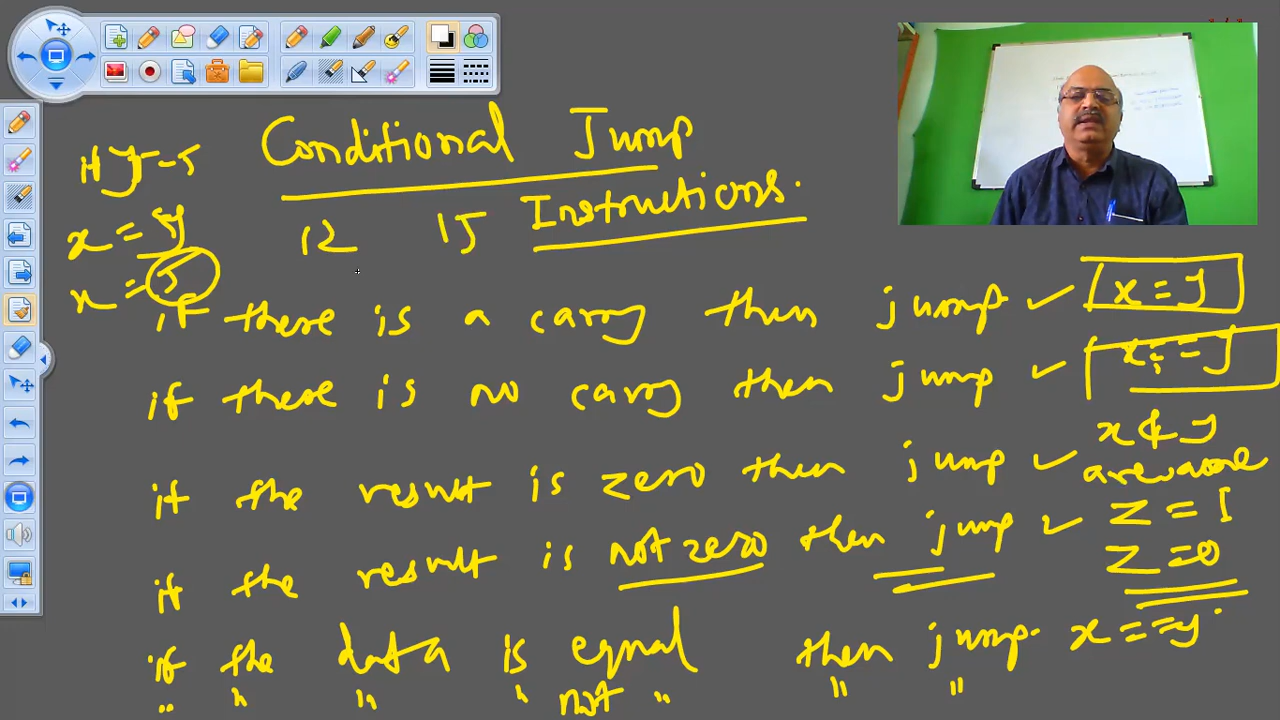 Conditional Jump
Instructions.
if y=5
x = y
x = 5
12 15
if there is a carry then jump ✓ x = y
if there is no carry then jump ✓ x == y
if the result is zero then jump ✓ x & y
are
if the result is not zero then jump ✓ z = 1
z = 0
if the data is equal then jump. x == y
" " " " not " " "